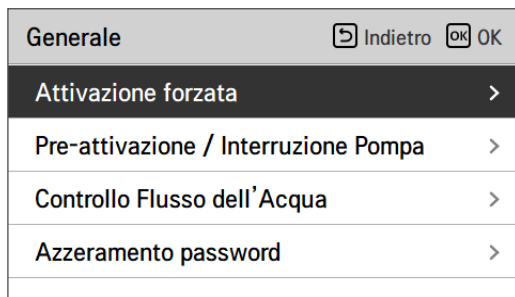 Generale Indietro OK OK
Attivazione forzata
Pre-attivazione / Interruzione Pompa
Controllo Flusso dell'Acqua
Azzeramento password